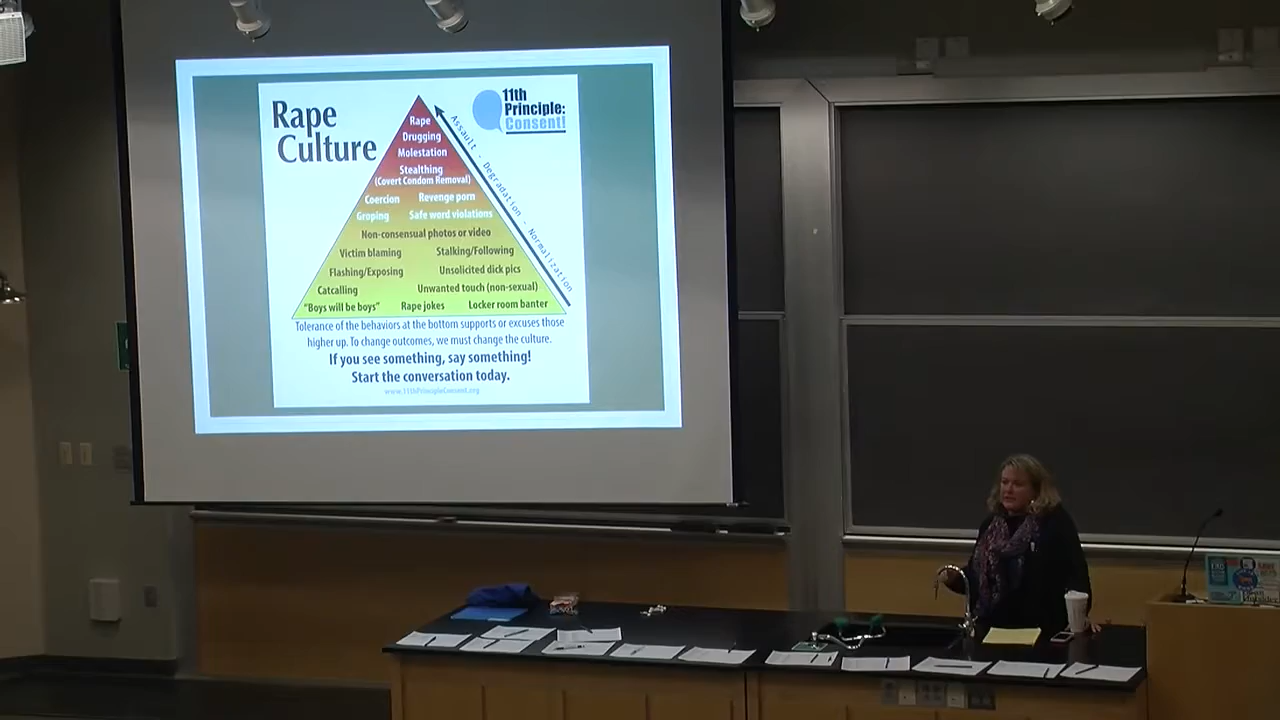 Rape
Culture
11th
Principle:
Consent!
Rape
Drugging
Molestation
Stealthing
(Covert Condom Removal)
Coercion Revenge porn
Groping Safe word violations
Non-consensual photos or video
Victim blaming Stalking/Following
Flashing/Exposing Unsolicited dick pics
Catcalling Unwanted touch (non-sexual)
"Boys will be boys" Rape jokes Locker room banter
Assault - Degradation - Normalization
Tolerance of the behaviors at the bottom supports or excuses those
higher up. To change outcomes, we must change the culture.
If you see something, say something!
Start the conversation today.
www.11thPrincipleConsent.org